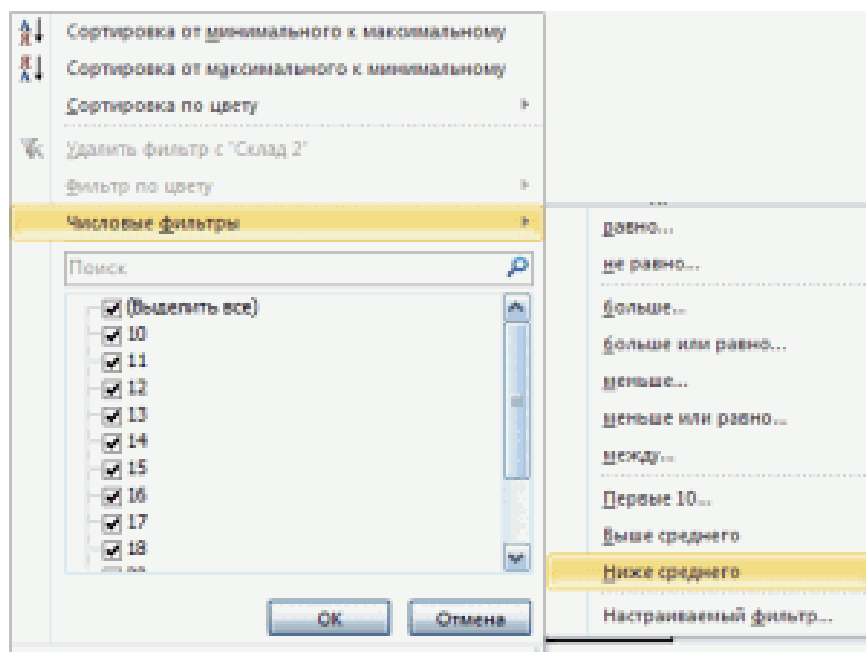 Сортировка от минимального к максимальному
Сортировка от максимального к минимальному
Сортировка по цвету
Удалить фильтр с "Склад 2"
Фильтр по цвету
Числовые фильтры
Поиск
(Выделить все)
10
11
12
13
14
15
16
17
18
ОК
Отмена
равно...
не равно...
больше...
больше или равно...
меньше...
меньше или равно...
между...
Первые 10...
Выше среднего
Ниже среднего
Настраиваемый фильтр...